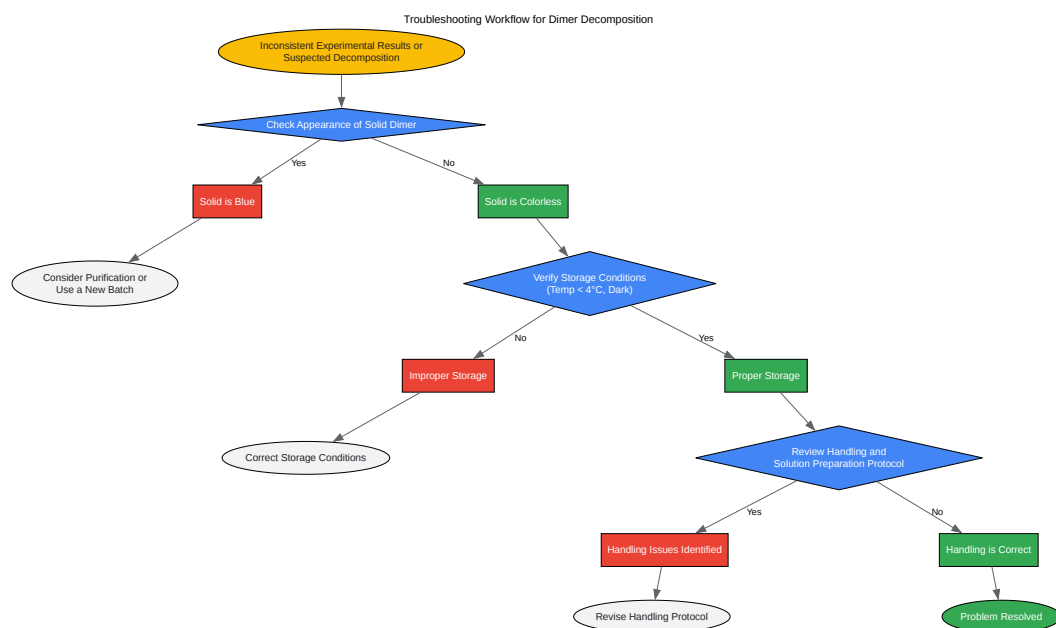 Troubleshooting Workflow for Dimer Decomposition
Inconsistent Experimental Results or
Suspected Decomposition
Check Appearance of Solid Dimer
Yes
No
Solid is Blue
Solid is Colorless
Consider Purification or
Use a New Batch
Verify Storage Conditions
(Temp < 4°C, Dark)
No
Yes
Improper Storage
Proper Storage
Correct Storage Conditions
Review Handling and
Solution Preparation Protocol
Yes
No
Handling Issues Identified
Handling is Correct
Revise Handling Protocol
Problem Resolved